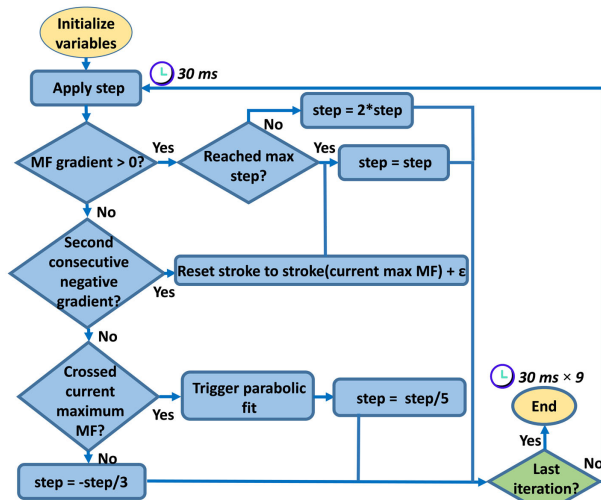 Initialize
variables
30 ms
Apply step
step = 2*step
No
MF gradient > 0?
Yes
Reached max
step?
Yes
step = step
No
Second
consecutive
negative
gradient?
Yes
Reset stroke to stroke(current max MF) + ε
No
Crossed
current
maximum
MF?
Yes
Trigger parabolic
fit
step = step/5
30 ms × 9
End
Yes
No
step = -step/3
Last
iteration?
No